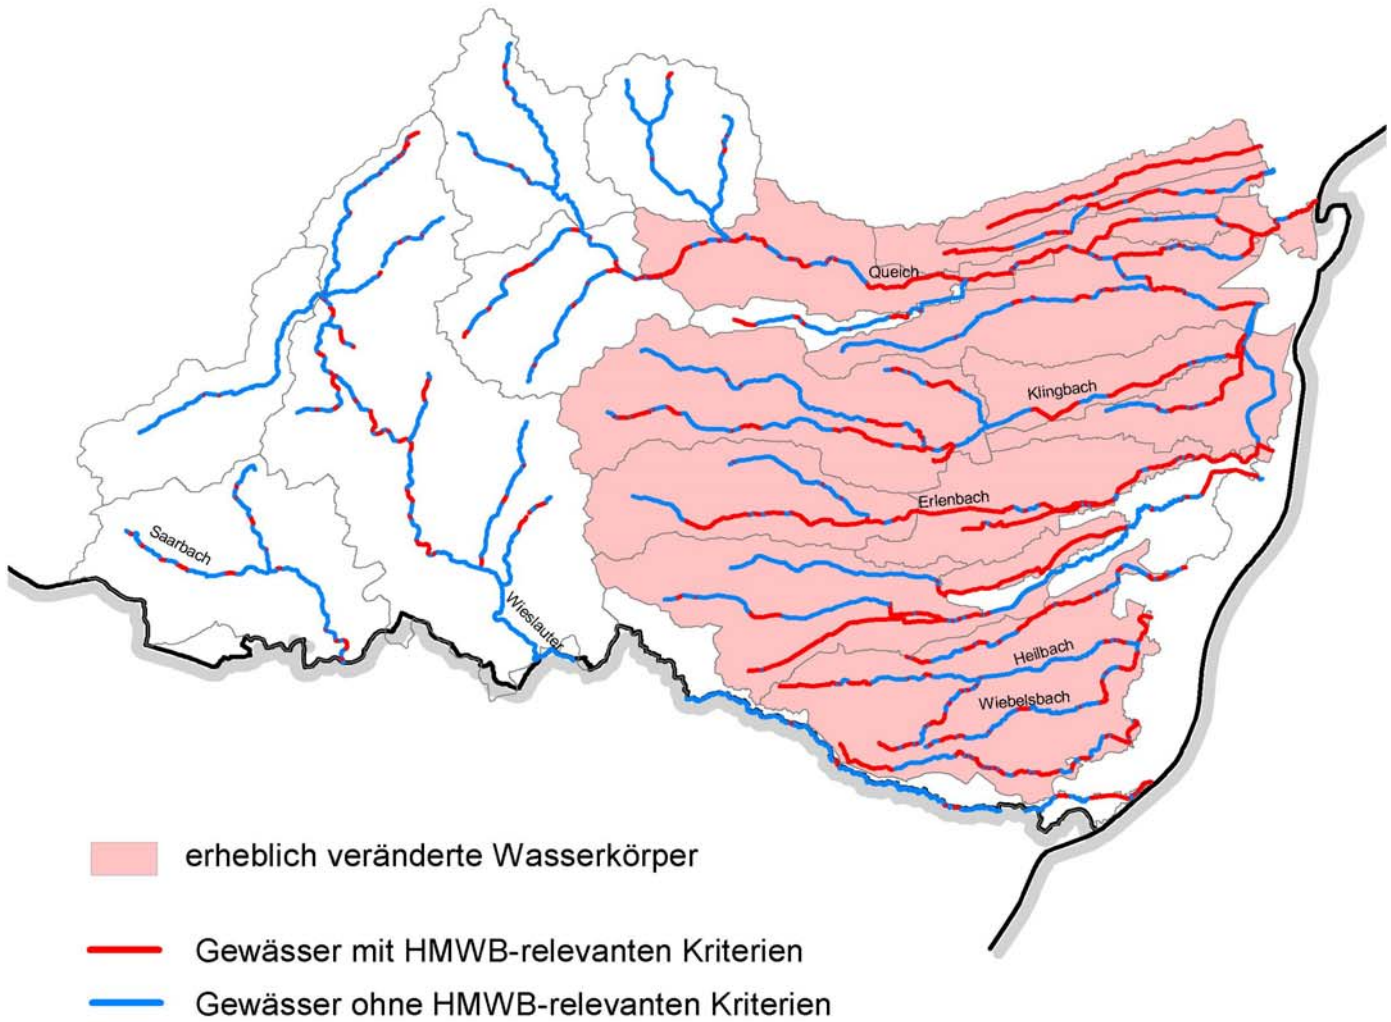 Queich
Klingbach
Erlenbach
Saarbach
Wieslauter
Heilbach
Wiebelsbach
erheblich veränderte Wasserkörper
Gewässer mit HMWB-relevanten Kriterien
Gewässer ohne HMWB-relevanten Kriterien